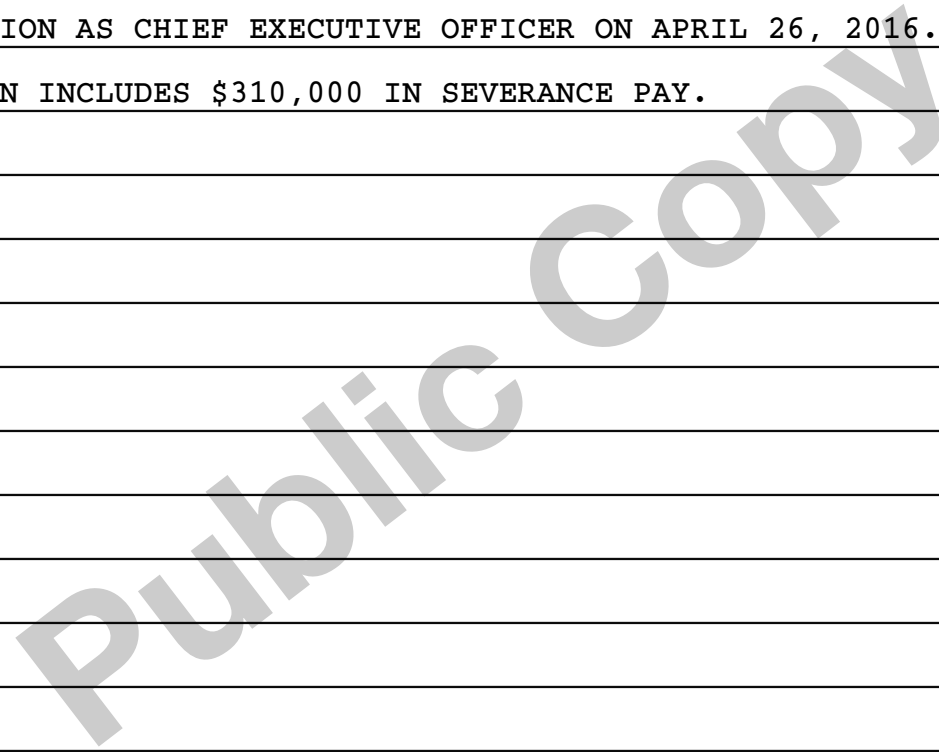 ION AS CHIEF EXECUTIVE OFFICER ON APRIL 26, 2016.
N INCLUDES $310,000 IN SEVERANCE PAY.
Public Copy